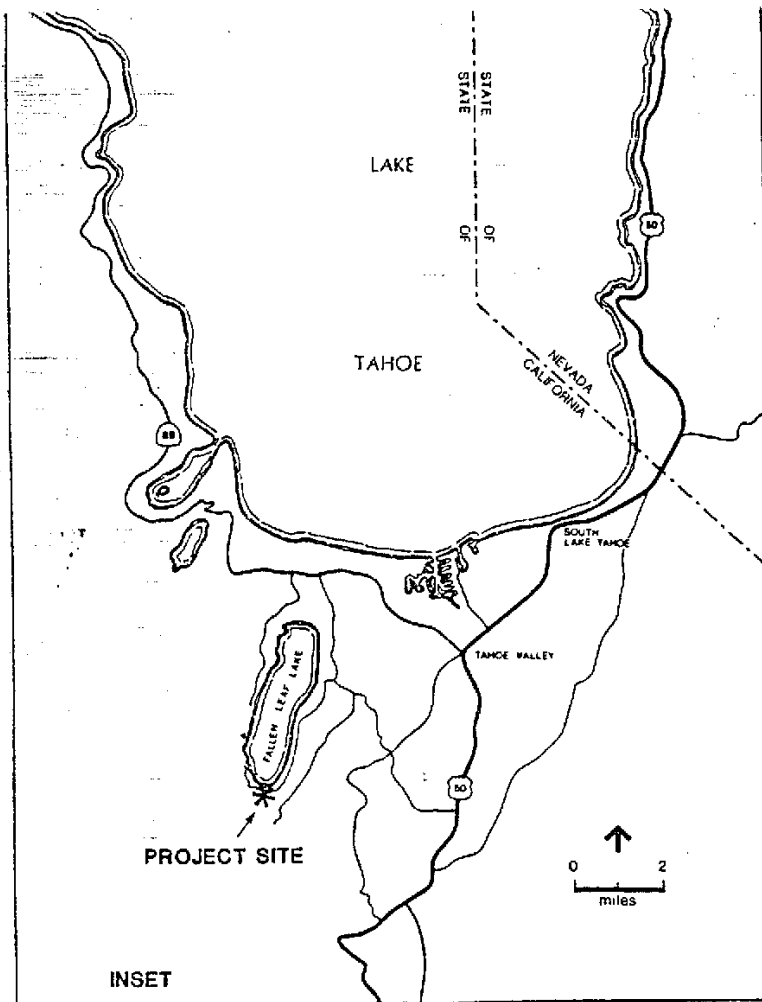 STATE OF
STATE OF
LAKE
50
TAHOE
NEVADA
CALIFORNIA
SOUTH
LAKE TAHOE
TAHOE VALLEY
FALLEN LEAF LAKE
50
PROJECT SITE
0 2
miles
INSET